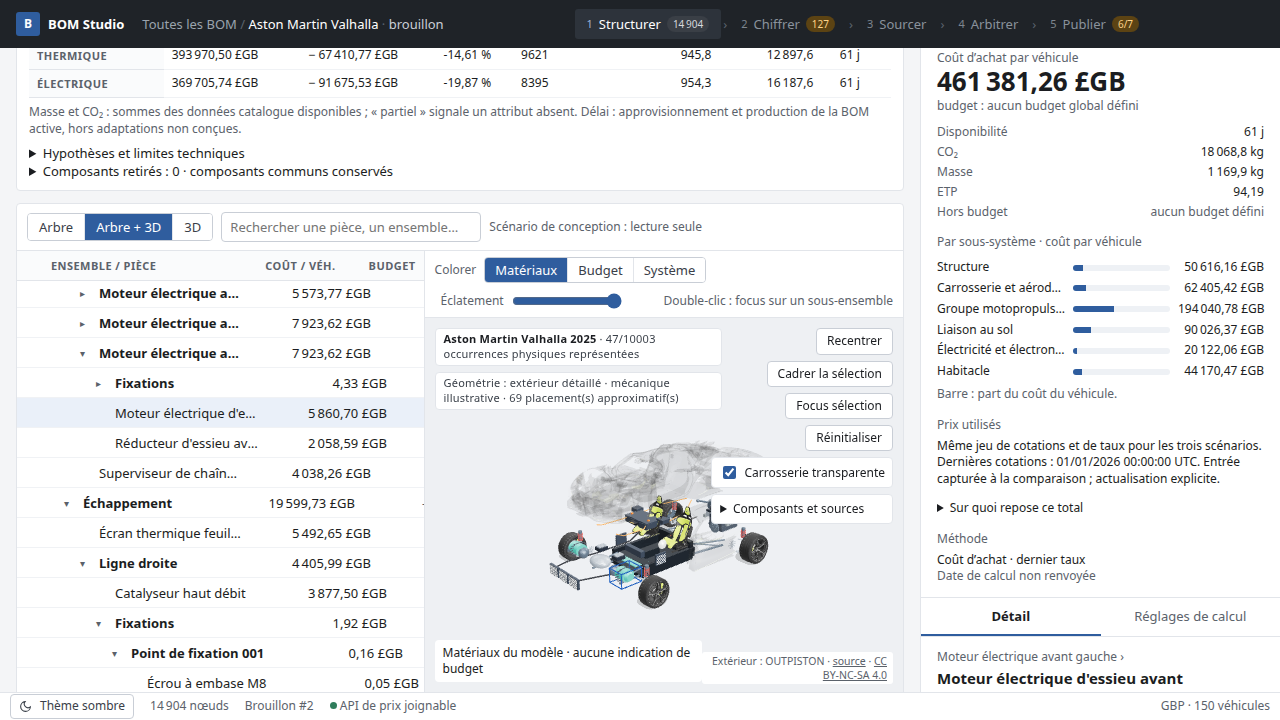 B BOM Studio Toutes les BOM / Aston Martin Valhalla · brouillon 1 Structurer 14 904 › 2 Chiffrer 127 › 3 Sourcer › 4 Arbitrer › 5 Publier 6/7
THERMIQUE 393 970,50 £GB − 67 410,77 £GB -14,61 % 9621 945,8 12 897,6 61 j
ÉLECTRIQUE 369 705,74 £GB − 91 675,53 £GB -19,87 % 8395 954,3 16 187,6 61 j
Masse et CO₂ : sommes des données catalogue disponibles ; « partiel » signale un attribut absent. Délai : approvisionnement et production de la BOM
active, hors adaptations non conçues.
Hypothèses et limites techniques
Composants retirés : 0 · composants communs conservés
Arbre Arbre + 3D 3D Rechercher une pièce, un ensemble... Scénario de conception : lecture seule
ENSEMBLE / PIÈCE COÛT / VÉH. BUDGET
Moteur électrique a... 5 573,77 £GB
Moteur électrique a... 7 923,62 £GB
Moteur électrique a... 7 923,62 £GB
Fixations 4,33 £GB
Moteur électrique d'e... 5 860,70 £GB
Réducteur d'essieu av... 2 058,59 £GB
Superviseur de chaîn... 4 038,26 £GB
Échappement 19 599,73 £GB
Écran thermique feuil... 5 492,65 £GB
Ligne droite 4 405,99 £GB
Catalyseur haut débit 3 877,50 £GB
Fixations 1,92 £GB
Point de fixation 001 0,16 £GB
Écrou à embase M8 0,05 £GB
Colorer Matériaux Budget Système
Éclatement Double-clic : focus sur un sous-ensemble
Aston Martin Valhalla 2025 · 47/10003
occurrences physiques représentées
Géométrie : extérieur détaillé · mécanique
illustrative · 69 placement(s) approximatif(s)
Recentrer
Cadrer la sélection
Focus sélection
Réinitialiser
Carrosserie transparente
Composants et sources
Matériaux du modèle · aucune indication de
budget
Extérieur : OUTPISTON · source · CC
BY-NC-SA 4.0
Coût d'achat par véhicule
461 381,26 £GB
budget : aucun budget global défini
Disponibilité 61 j
CO₂ 18 068,8 kg
Masse 1 169,9 kg
ETP 94,19
Hors budget aucun budget défini
Par sous-système · coût par véhicule
Structure 50 616,16 £GB
Carrosserie et aérod... 62 405,42 £GB
Groupe motopropuls... 194 040,78 £GB
Liaison au sol 90 026,37 £GB
Électricité et électron... 20 122,06 £GB
Habitacle 44 170,47 £GB
Barre : part du coût du véhicule.
Prix utilisés
Même jeu de cotations et de taux pour les trois scénarios.
Dernières cotations : 01/01/2026 00:00:00 UTC. Entrée
capturée à la comparaison ; actualisation explicite.
Sur quoi repose ce total
Méthode
Coût d'achat · dernier taux
Date de calcul non renvoyée
Détail Réglages de calcul
Moteur électrique avant gauche ›
Moteur électrique d'essieu avant
Thème sombre 14 904 nœuds Brouillon #2 API de prix joignable GBP · 150 véhicules